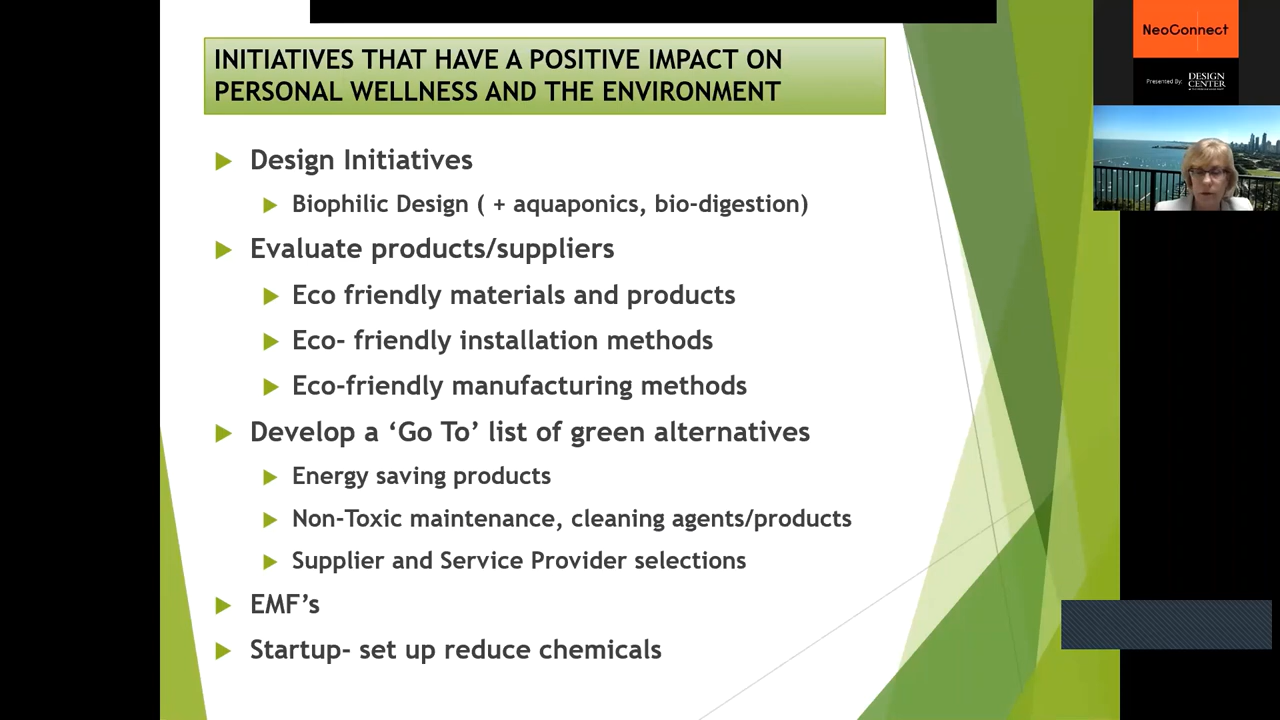 INITIATIVES THAT HAVE A POSITIVE IMPACT ON
PERSONAL WELLNESS AND THE ENVIRONMENT
Design Initiatives
Biophilic Design ( + aquaponics, bio-digestion)
Evaluate products/suppliers
Eco friendly materials and products
Eco- friendly installation methods
Eco-friendly manufacturing methods
Develop a ‘Go To’ list of green alternatives
Energy saving products
Non-Toxic maintenance, cleaning agents/products
Supplier and Service Provider selections
EMF’s
Startup- set up reduce chemicals
NeoConnect
Presented By:
DESIGN
CENTER